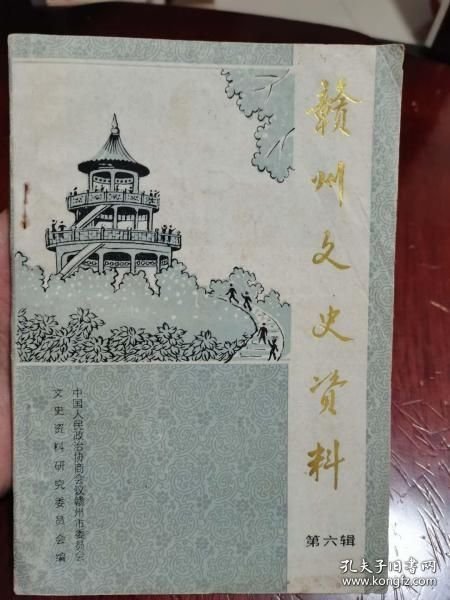 赣州文史资料
第六辑
中国人民政治协商会议赣州市委员会
文史资料研究委员会编
孔夫子旧书网
www.kongfz.com